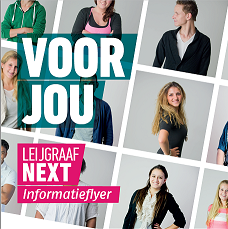 VOOR
JOU
LEIJGRAAF
NEXT
Informatieflyer